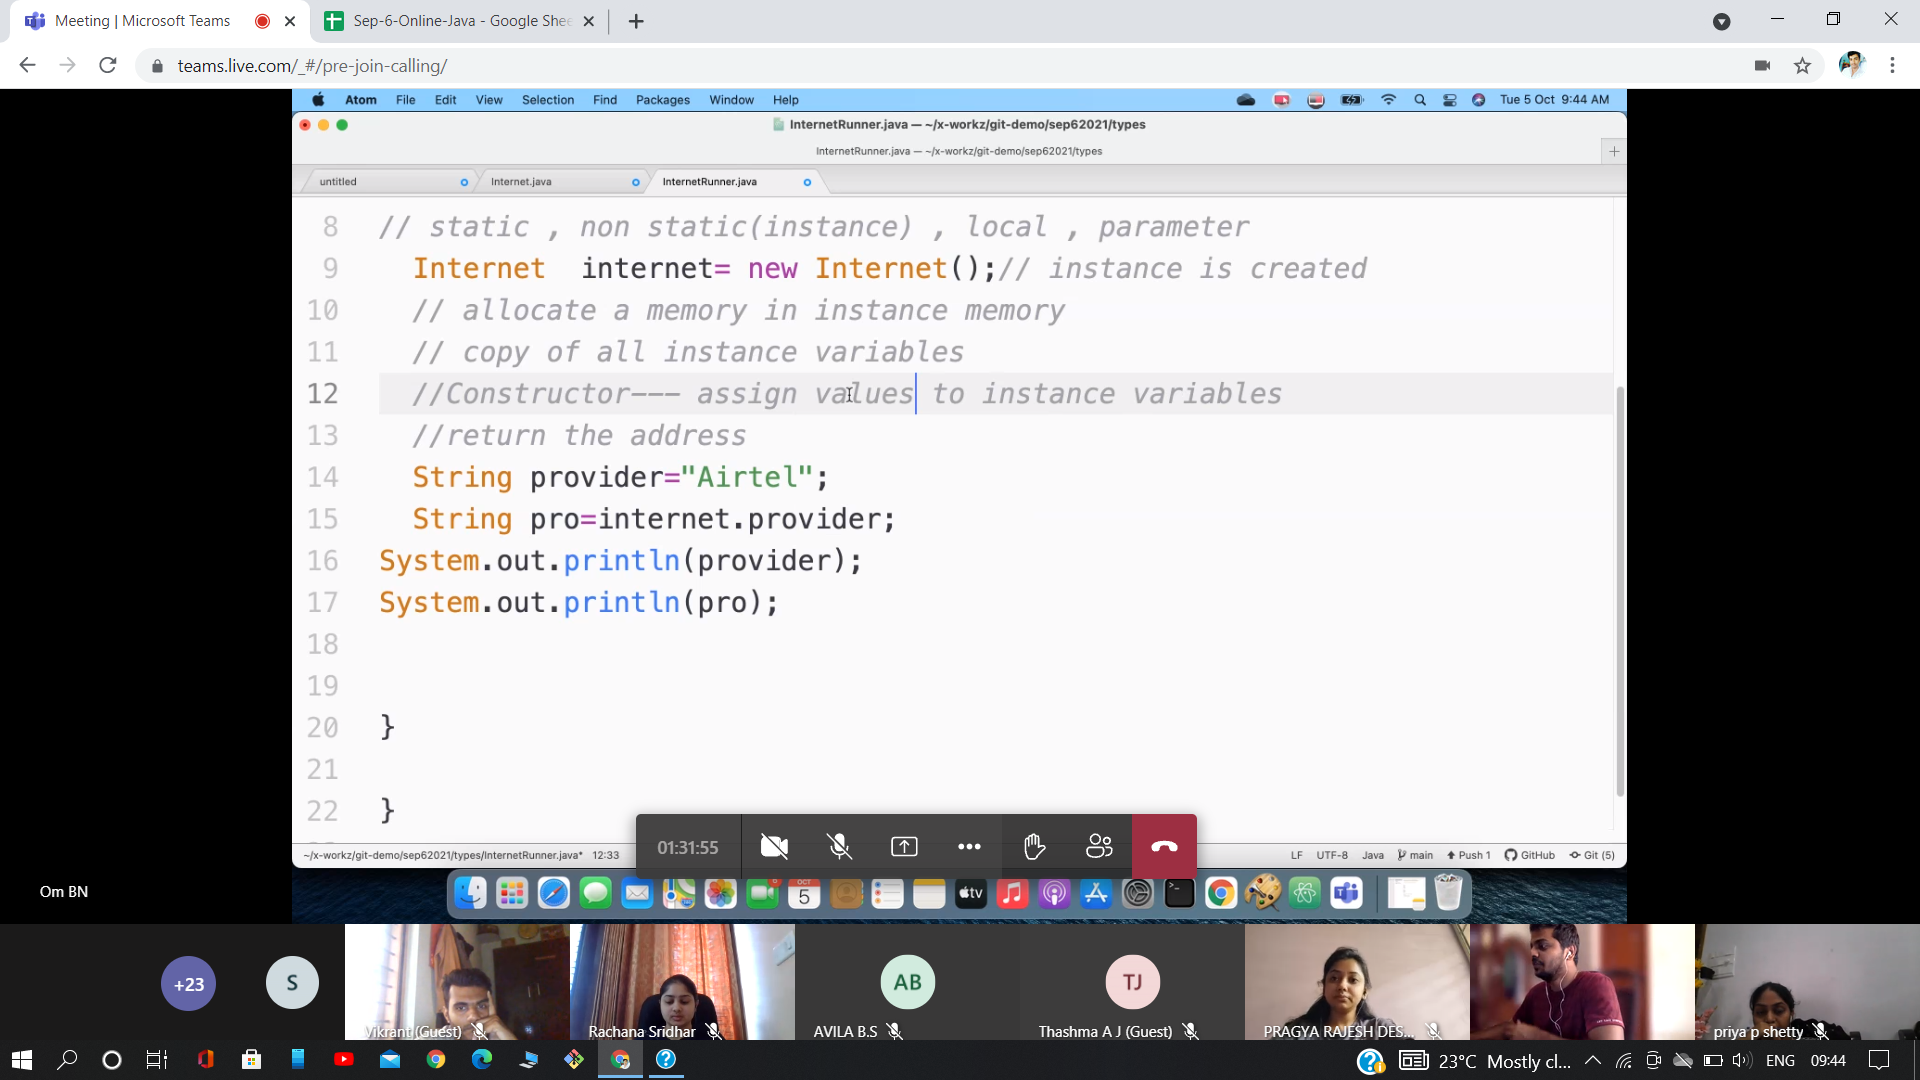 Meeting | Microsoft Teams
Sep-6-Online-Java - Google Shee
teams.live.com/_#/pre-join-calling/
Atom File Edit View Selection Find Packages Window Help Tue 5 Oct 9:44 AM
InternetRunner.java — ~/x-workz/git-demo/sep62021/types
InternetRunner.java — ~/x-workz/git-demo/sep62021/types
untitled Internet.java InternetRunner.java
8 // static , non static(instance) , local , parameter
9 Internet internet= new Internet();// instance is created
10 // allocate a memory in instance memory
11 // copy of all instance variables
12 //Constructor--- assign values to instance variables
13 //return the address
14 String provider="Airtel";
15 String pro=internet.provider;
16 System.out.println(provider);
17 System.out.println(pro);
18
19
20 }
21
22 }
01:31:55
~/x-workz/git-demo/sep62021/types/InternetRunner.java* 12:33 LF UTF-8 Java main Push 1 GitHub Git (5)
Om BN
OCT
5
tv
+23 S AB TJ
Vikrant (Guest) Rachana Sridhar AVILA B.S Thashma A J (Guest) PRAGYA RAJESH DES... priya p shetty
23°C Mostly cl... ENG 09:44